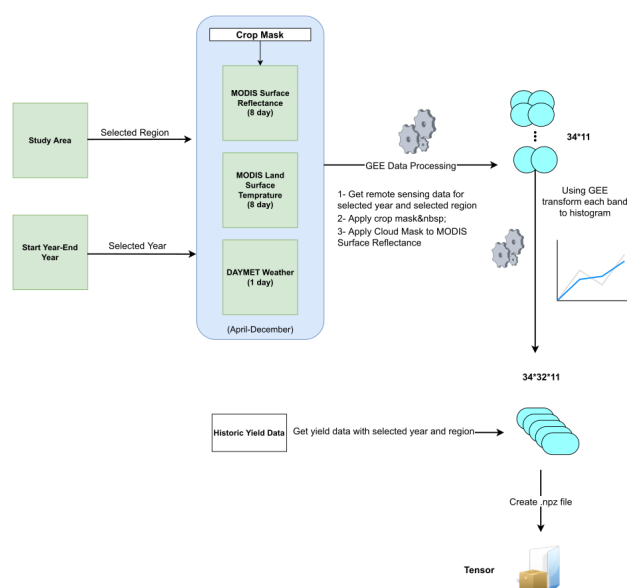 Crop Mask
MODIS Surface
Reflectance
(8 day)
Study Area
Selected Region
MODIS Land
Surface
Temprature
(8 day)
Start Year-End
Year
Selected Year
DAYMET Weather
(1 day)
(April-December)
GEE Data Processing
1- Get remote sensing data for
selected year and selected region
2- Apply crop mask&nbsp;
3- Apply Cloud Mask to MODIS
Surface Reflectance
34*11
Using GEE
transform each band
to histogram
34*32*11
Historic Yield Data
Get yield data with selected year and region
Create .npz file
Tensor